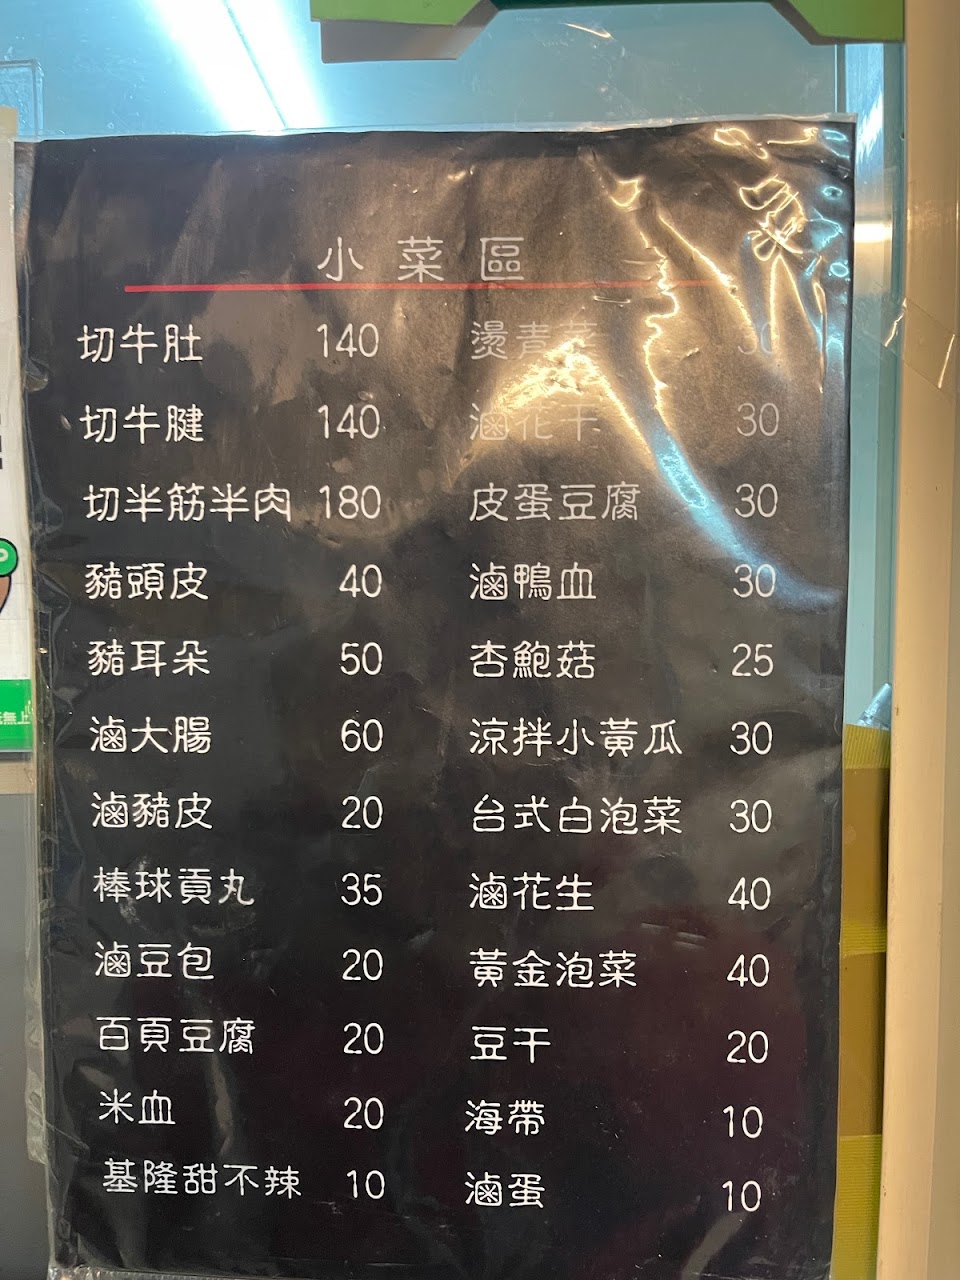 小菜區
切牛肚 140
切牛腱 140
切半筋半肉 180
豬頭皮 40
豬耳朵 50
滷大腸 60
滷豬皮 20
棒球貢丸 35
滷豆包 20
百頁豆腐 20
米血 20
基隆甜不辣 10
燙青菜 30
滷花干 30
皮蛋豆腐 30
滷鴨血 30
杏鮑菇 25
涼拌小黃瓜 30
台式白泡菜 30
滷花生 40
黃金泡菜 40
豆干 20
海帶 10
滷蛋 10